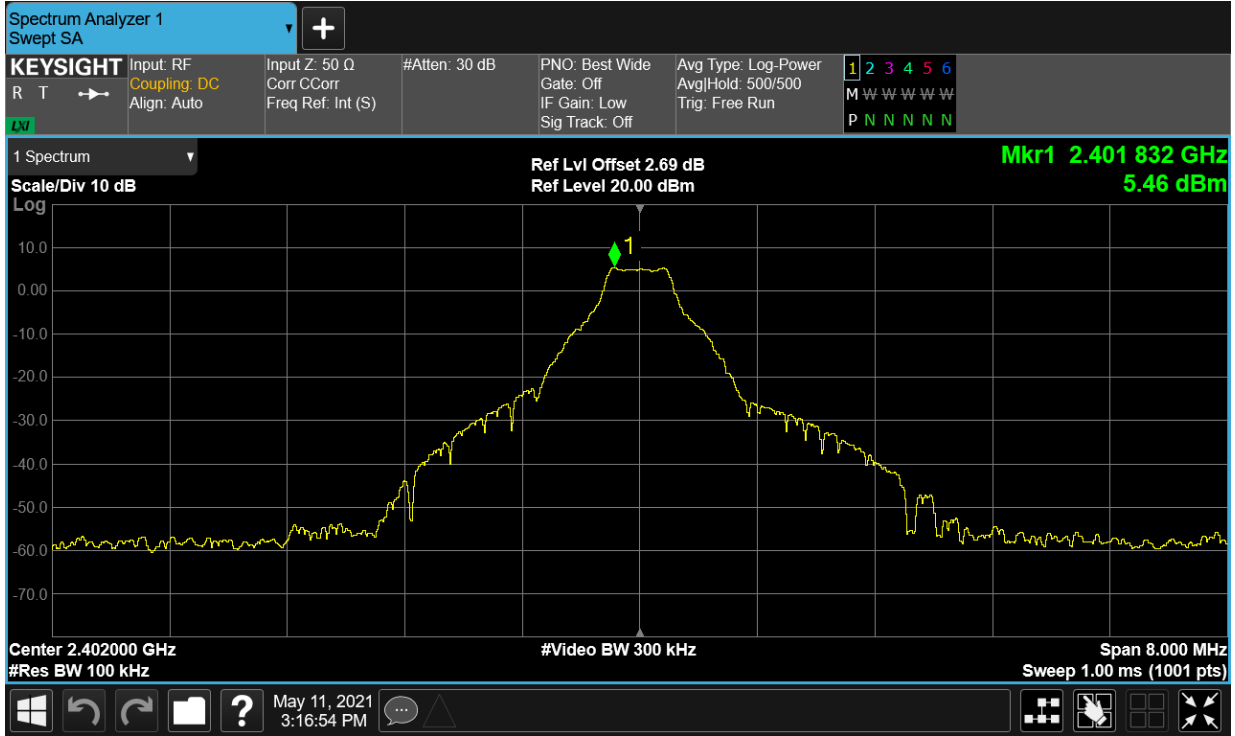 Spectrum Analyzer 1
Swept SA
+
KEYSIGHT
R T
LXI
Input: RF
Coupling: DC
Align: Auto
Input Z: 50 Ω
Corr CCorr
Freq Ref: Int (S)
#Atten: 30 dB
PNO: Best Wide
Gate: Off
IF Gain: Low
Sig Track: Off
Avg Type: Log-Power
Avg|Hold: 500/500
Trig: Free Run
1 2 3 4 5 6
M W W W W W
P N N N N N
1 Spectrum
Scale/Div 10 dB
Log
Ref Lvl Offset 2.69 dB
Ref Level 20.00 dBm
Mkr1 2.401 832 GHz
5.46 dBm
1
10.0
0.00
-10.0
-20.0
-30.0
-40.0
-50.0
-60.0
-70.0
Center 2.402000 GHz
#Res BW 100 kHz
#Video BW 300 kHz
Span 8.000 MHz
Sweep 1.00 ms (1001 pts)
?
May 11, 2021
3:16:54 PM